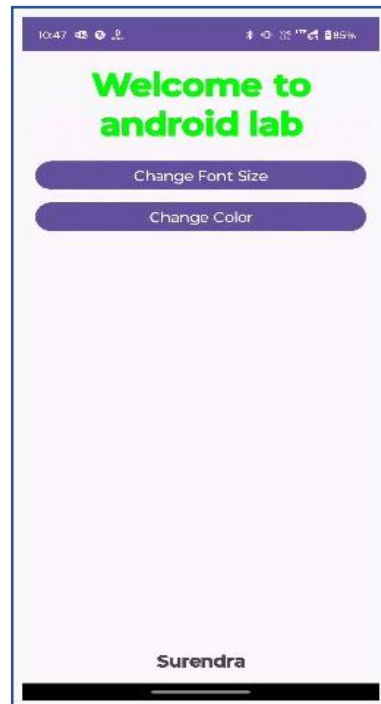 10:47
85%
Welcome to
android lab
Change Font Size
Change Color
Surendra